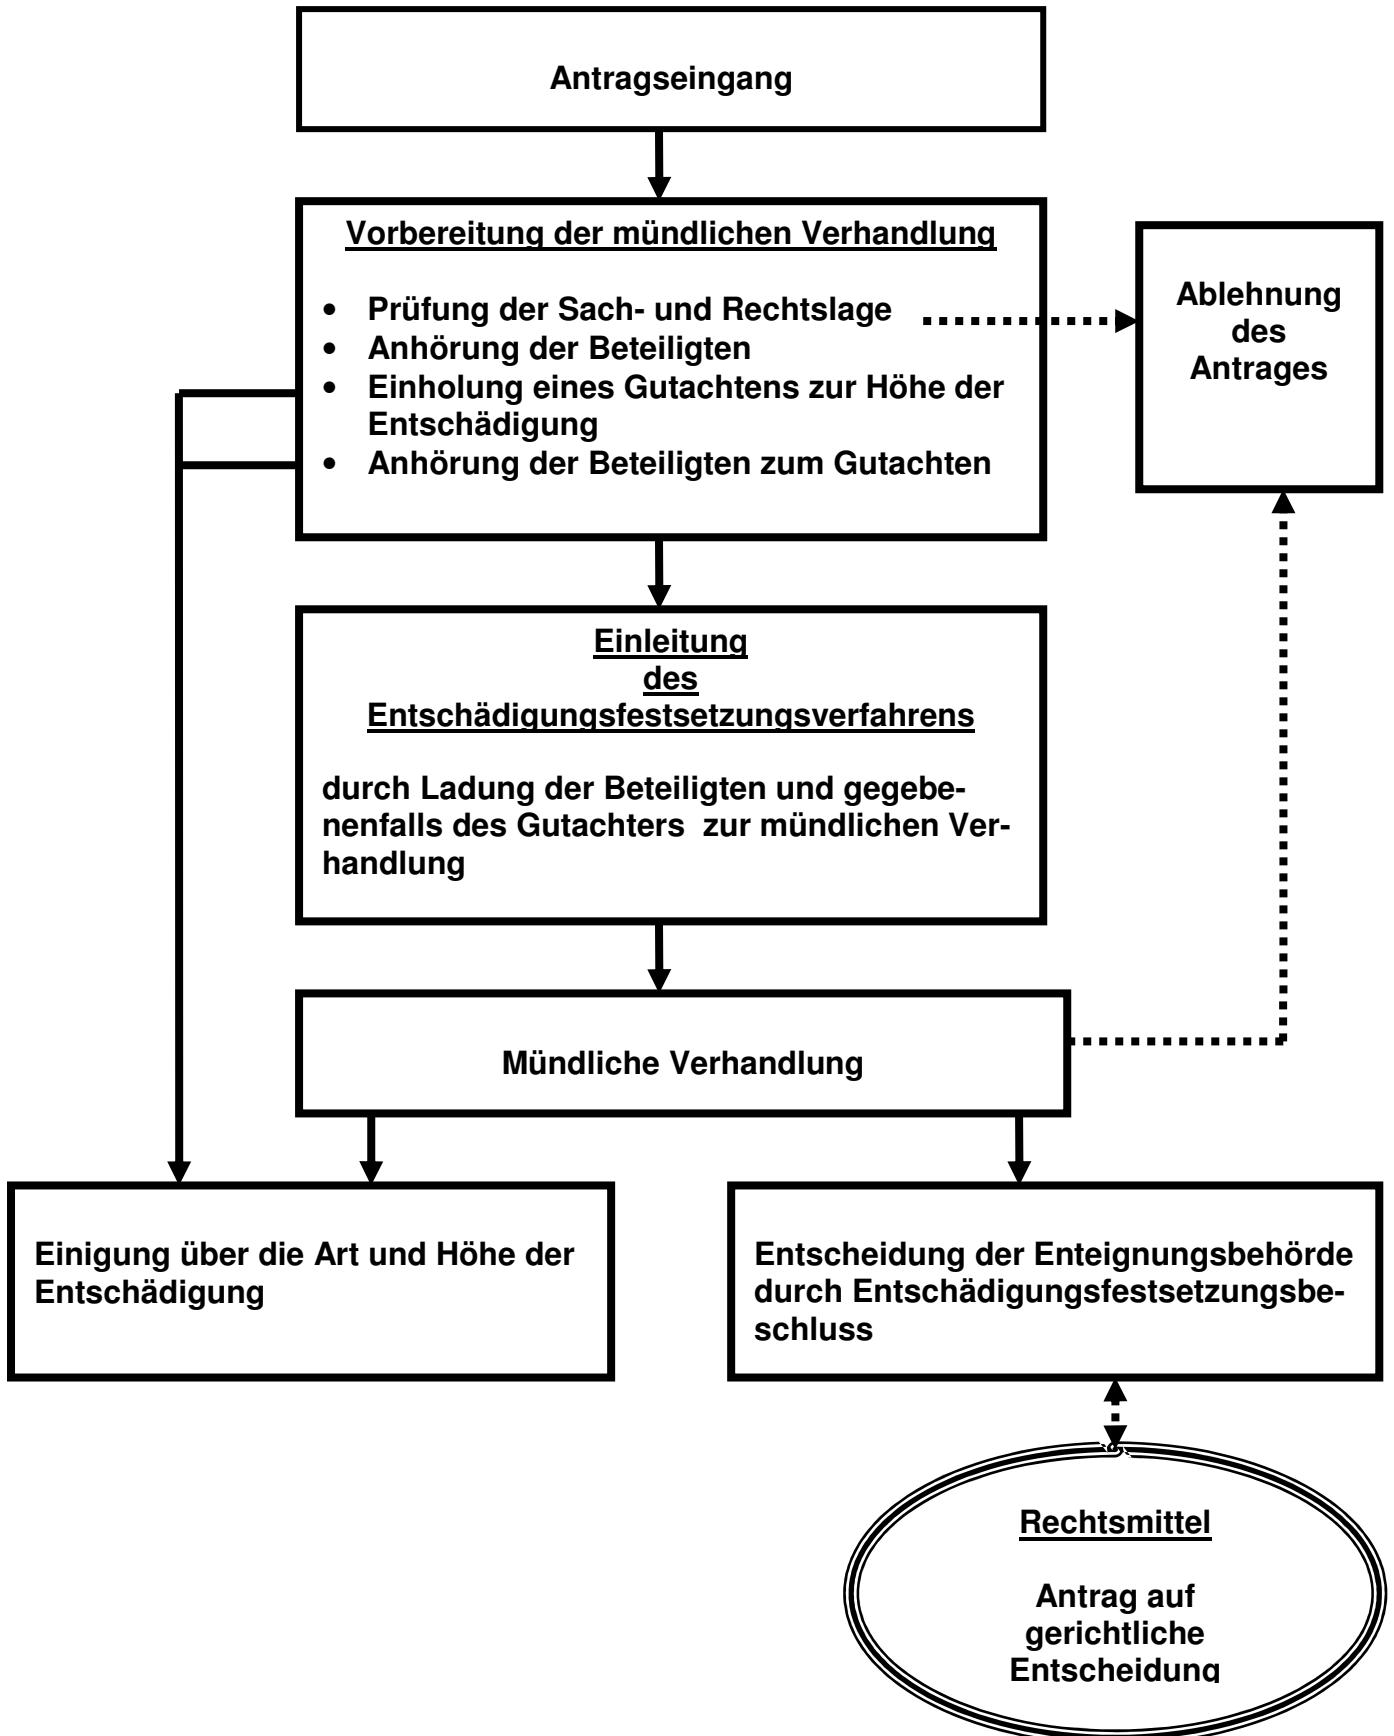 Antragseingang
Vorbereitung der mündlichen Verhandlung
• Prüfung der Sach- und Rechtslage
• Anhörung der Beteiligten
• Einholung eines Gutachtens zur Höhe der
Entschädigung
• Anhörung der Beteiligten zum Gutachten
Ablehnung
des
Antrages
Einleitung
des
Entschädigungsfestsetzungsverfahrens
durch Ladung der Beteiligten und gegebe-
nenfalls des Gutachters zur mündlichen Ver-
handlung
Mündliche Verhandlung
Einigung über die Art und Höhe der
Entschädigung
Entscheidung der Enteignungsbehörde
durch Entschädigungsfestsetzungsbe-
schluss
Rechtsmittel
Antrag auf
gerichtliche
Entscheidung